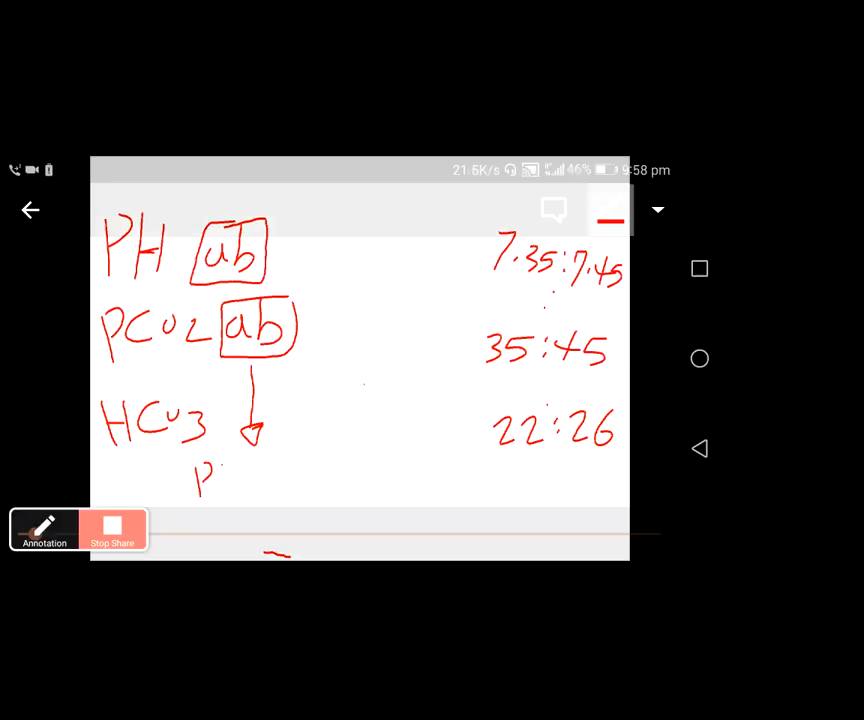 21.5K/s 46% 9:58 pm
PH ab 7.35:7.45
PCO2 ab 35:45
HCO3 22:26
P
Annotation Stop Share